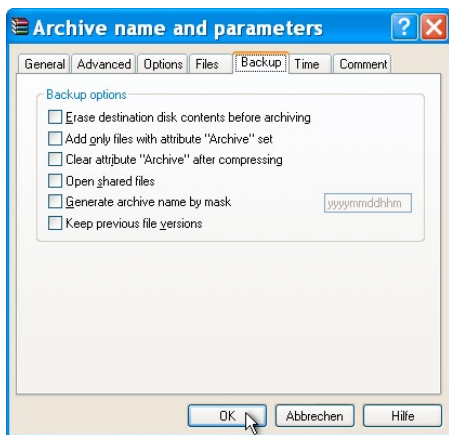 Archive name and parameters
General Advanced Options Files Backup Time Comment
Backup options
Erase destination disk contents before archiving
Add only files with attribute "Archive" set
Clear attribute "Archive" after compressing
Open shared files
Generate archive name by mask yyyymmddhhm
Keep previous file versions
OK Abbrechen Hilfe